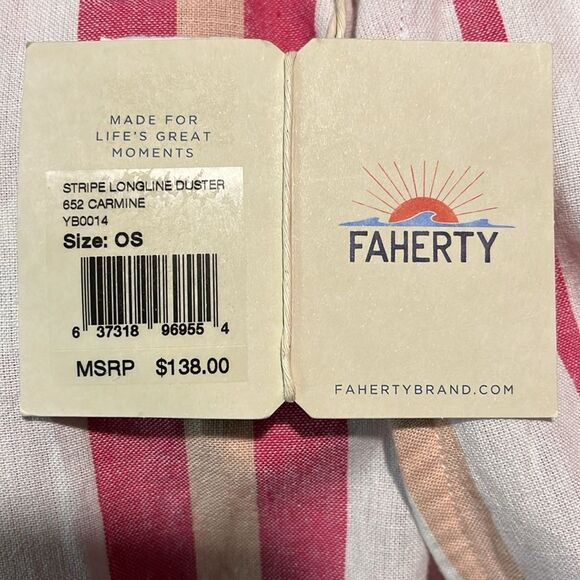 MADE FOR
LIFE'S GREAT
MOMENTS
STRIPE LONGLINE DUSTER
652 CARMINE
YB0014
Size: OS
6 37318 96955 4
MSRP $138.00
FAHERTY
FAHERTYBRAND.COM